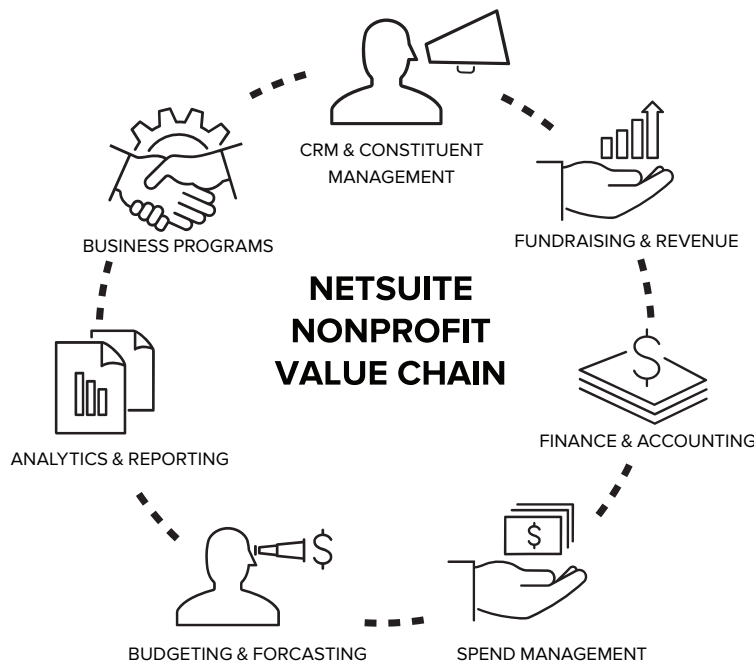 CRM & CONSTITUENT
MANAGEMENT
FUNDRAISING & REVENUE
BUSINESS PROGRAMS
NETSUITE
NONPROFIT
VALUE CHAIN
$
FINANCE & ACCOUNTING
ANALYTICS & REPORTING
$
$
BUDGETING & FORCASTING
SPEND MANAGEMENT